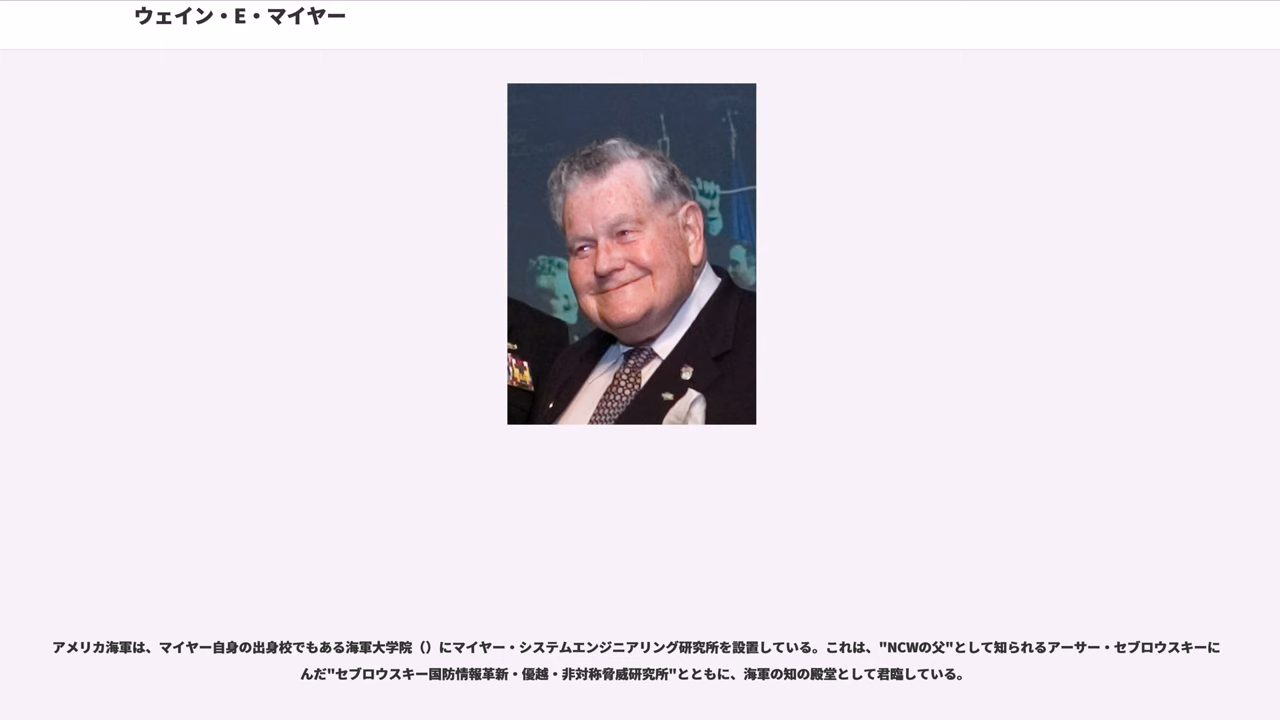 ウェイン・E・マイヤー
アメリカ海軍は、マイヤー自身の出身校でもある海軍大学院（）にマイヤー・システムエンジニアリング研究所を設置している。これは、"NCWの父"として知られるアーサー・セブロウスキーに
んだ"セブロウスキー国防情報革新・優越・非対称脅威研究所"とともに、海軍の知の殿堂として君臨している。